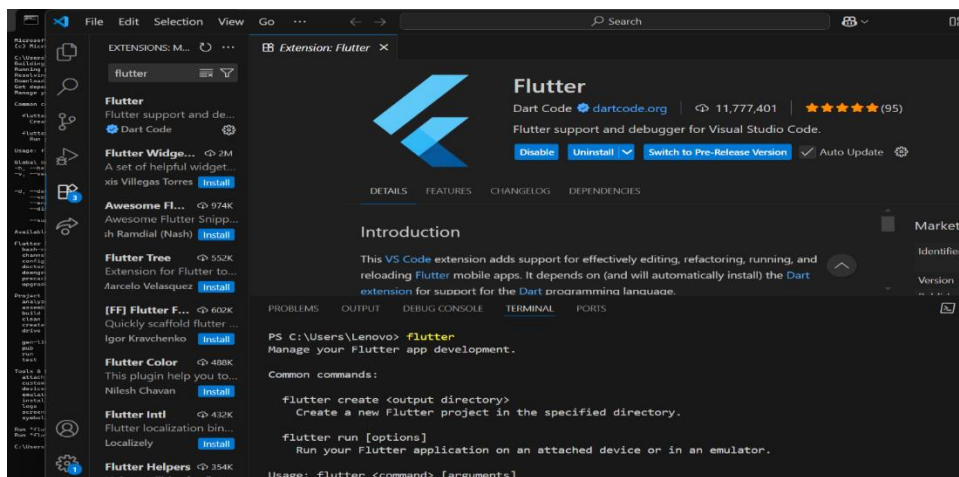 File Edit Selection View Go ... Search
EXTENSIONS: M...
Extension: Flutter
flutter
Flutter
Flutter support and de...
Dart Code
Flutter Widge... 2M
A set of helpful widget...
xis Villegas Torres Install
Awesome Fl... 974K
Awesome Flutter Snipp...
sh Ramdial (Nash) Install
Flutter Tree 552K
Extension for Flutter to...
Marcelo Velasquez Install
[FF] Flutter F... 602K
Quickly scaffold flutter ...
Igor Kravchenko Install
Flutter Color 488K
This plugin help you to...
Nilesh Chavan Install
Flutter Intl 432K
Flutter localization bin...
Localizely Install
Flutter Helpers 354K
3
1
Flutter
Dart Code dartcode.org 11,777,401 (95)
Flutter support and debugger for Visual Studio Code.
Disable Uninstall Switch to Pre-Release Version Auto Update
DETAILS FEATURES CHANGELOG DEPENDENCIES
Introduction
This VS Code extension adds support for effectively editing, refactoring, running, and
reloading Flutter mobile apps. It depends on (and will automatically install) the Dart
extension for support for the Dart programming language.
Market
Identifie
Version
PROBLEMS OUTPUT DEBUG CONSOLE TERMINAL PORTS
PS C:\Users\Lenovo> flutter
Manage your Flutter app development.
Common commands:
flutter create <output directory>
Create a new Flutter project in the specified directory.
flutter run [options]
Run your Flutter application on an attached device or in an emulator.
Usage: flutter <command> [arguments]